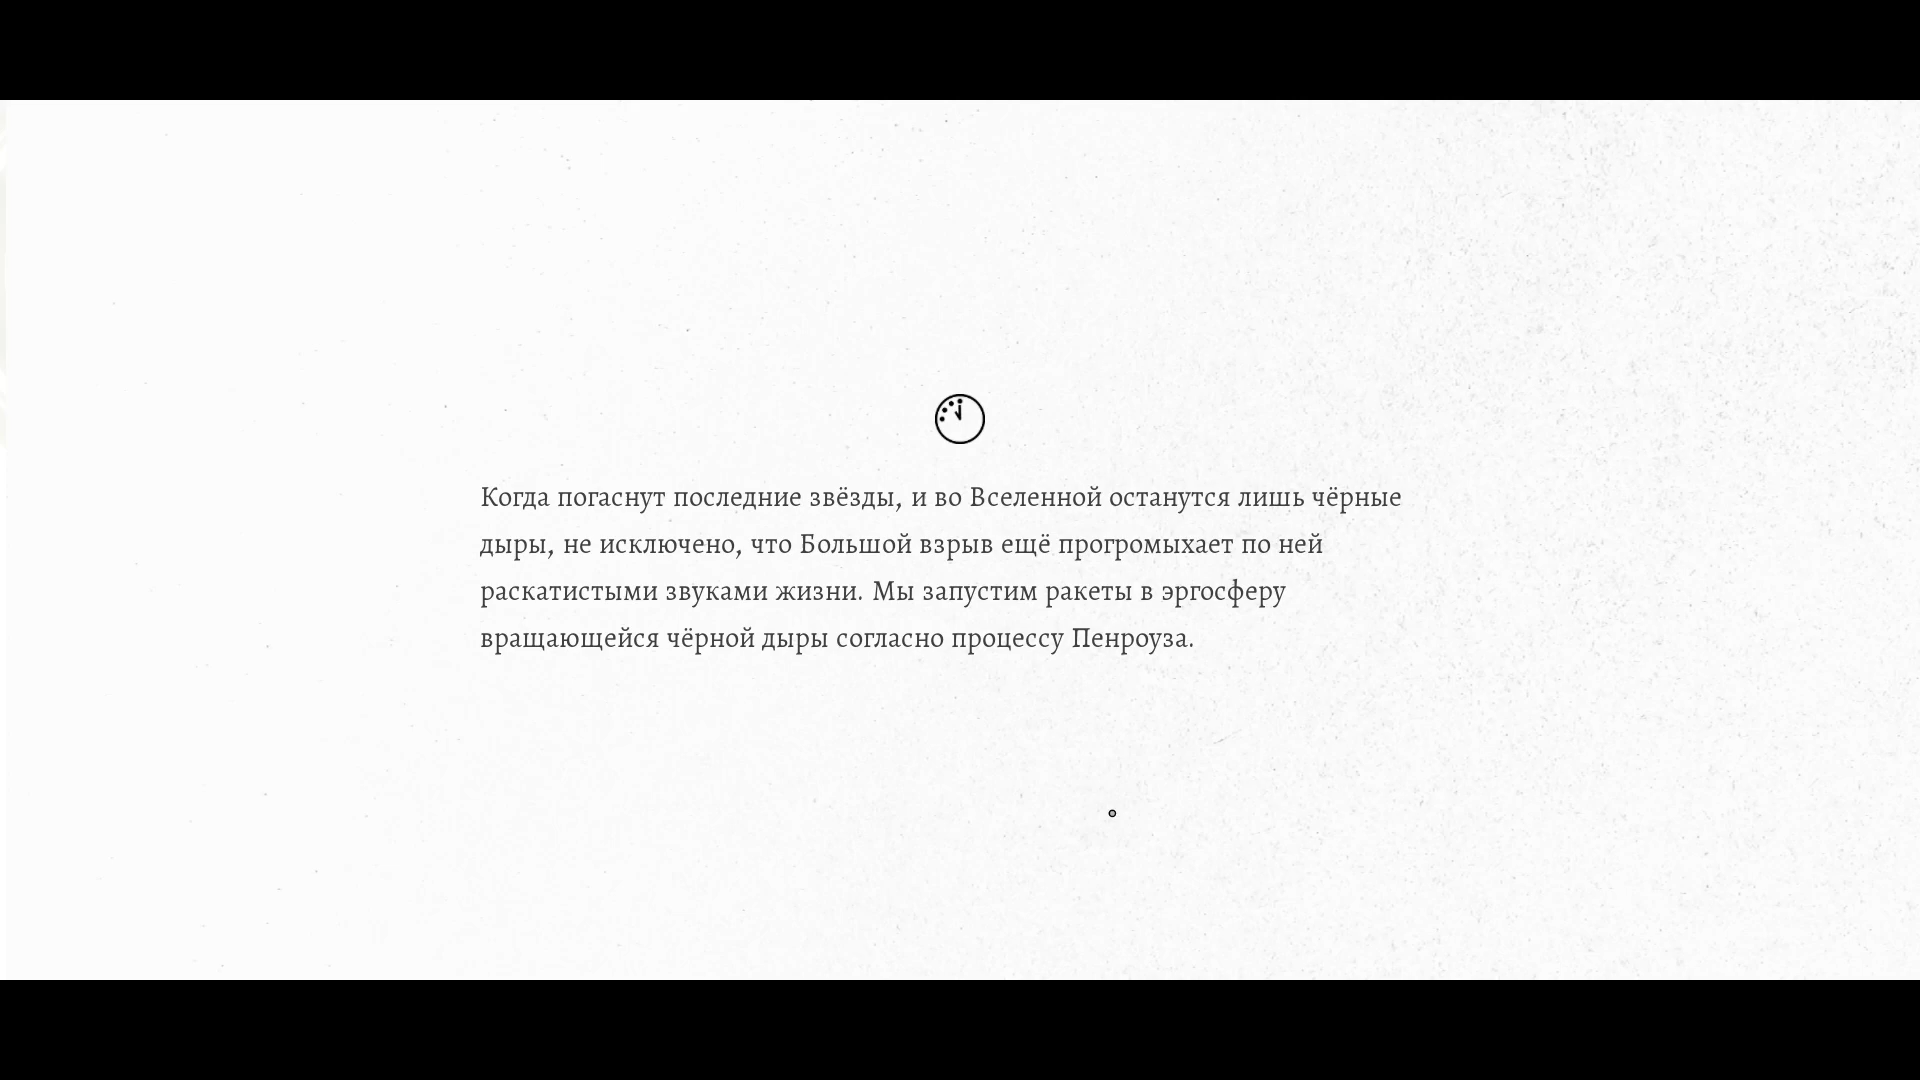 Когда погаснут последние звёзды, и во Вселенной останутся лишь чёрные
дыры, не исключено, что Большой взрыв ещё прогромыхает по ней
раскатистыми звуками жизни. Мы запустим ракеты в эргосферу
вращающейся чёрной дыры согласно процессу Пенроуза.